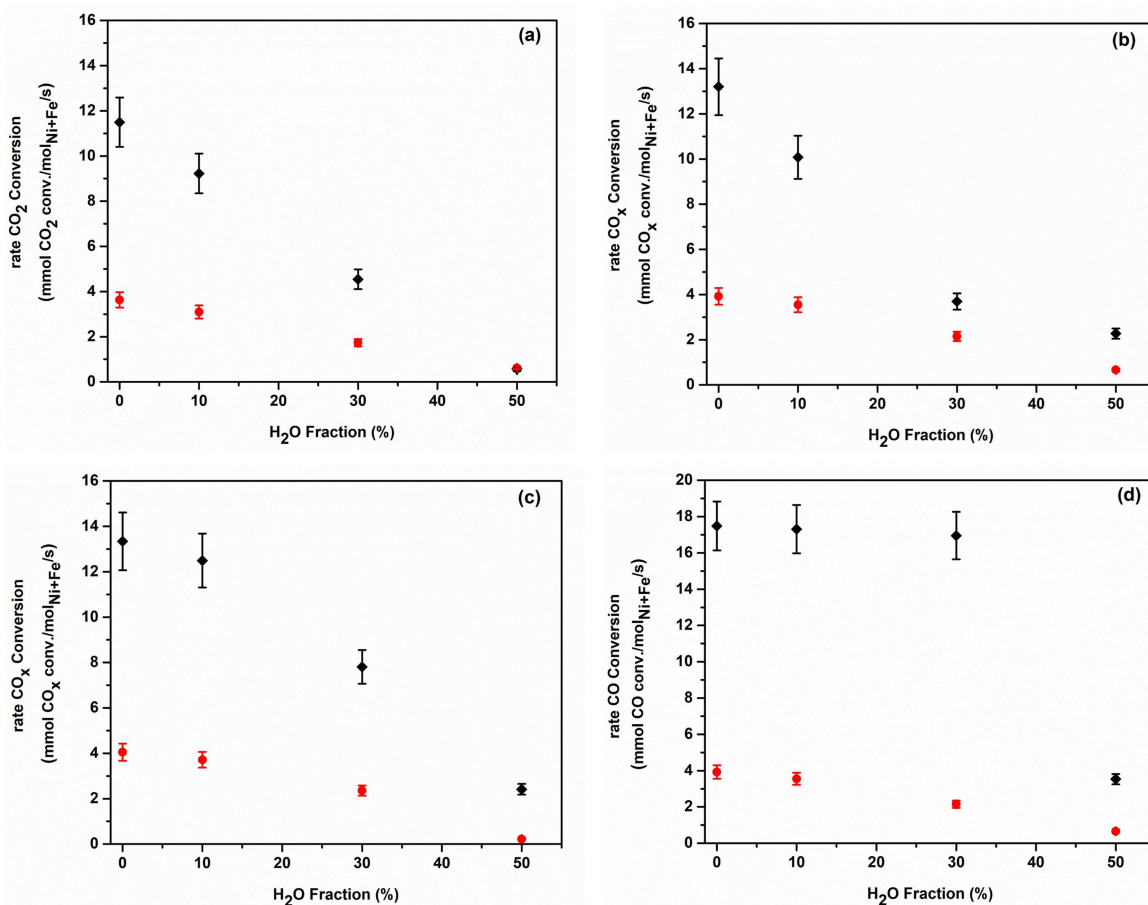 (a)
rate CO2 Conversion
(mmol CO2 conv./molNi+Fe/s)
16
14
12
10
8
6
4
2
0
0 10 20 30 40 50
H2O Fraction (%)
(b)
rate COx Conversion
(mmol COx conv./molNi+Fe/s)
16
14
12
10
8
6
4
2
0
0 10 20 30 40 50
H2O Fraction (%)
(c)
rate COx Conversion
(mmol COx conv./molNi+Fe/s)
16
14
12
10
8
6
4
2
0
0 10 20 30 40 50
H2O Fraction (%)
(d)
rate CO Conversion
(mmol CO conv./molNi+Fe/s)
20
18
16
14
12
10
8
6
4
2
0
0 10 20 30 40 50
H2O Fraction (%)